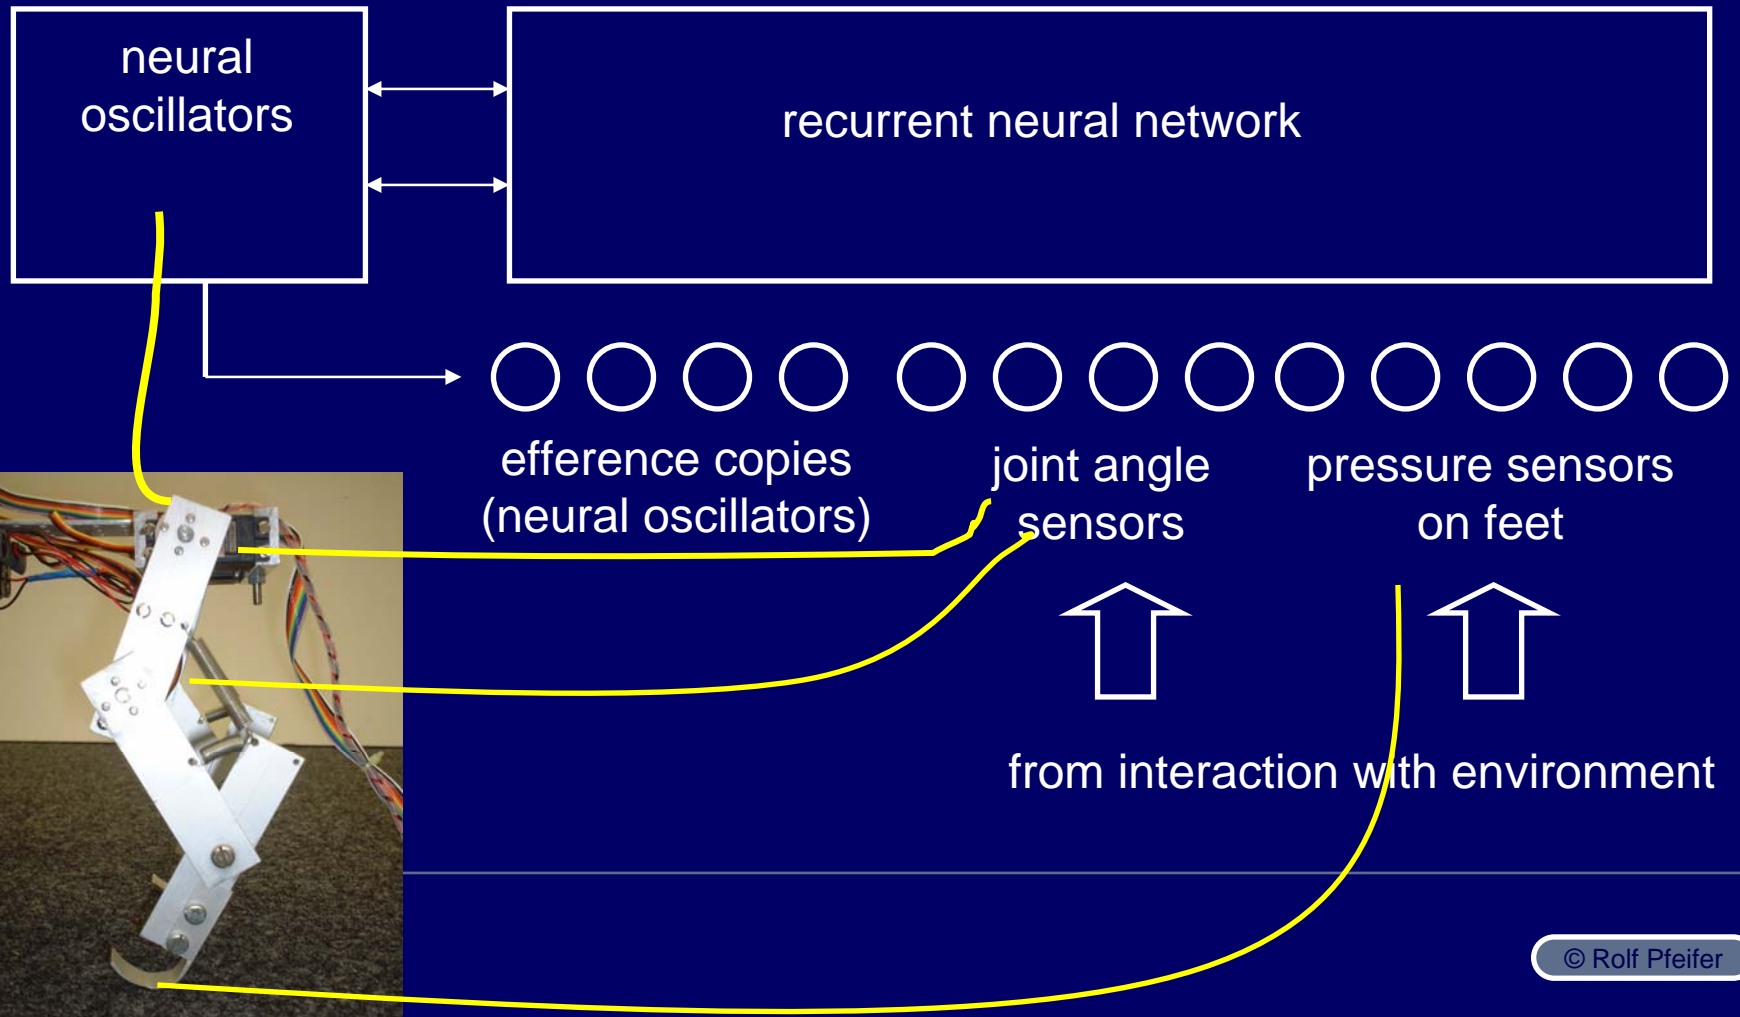 neural
oscillators
recurrent neural network
efference copies
(neural oscillators)
joint angle
sensors
pressure sensors
on feet
from interaction with environment
© Rolf Pfeifer